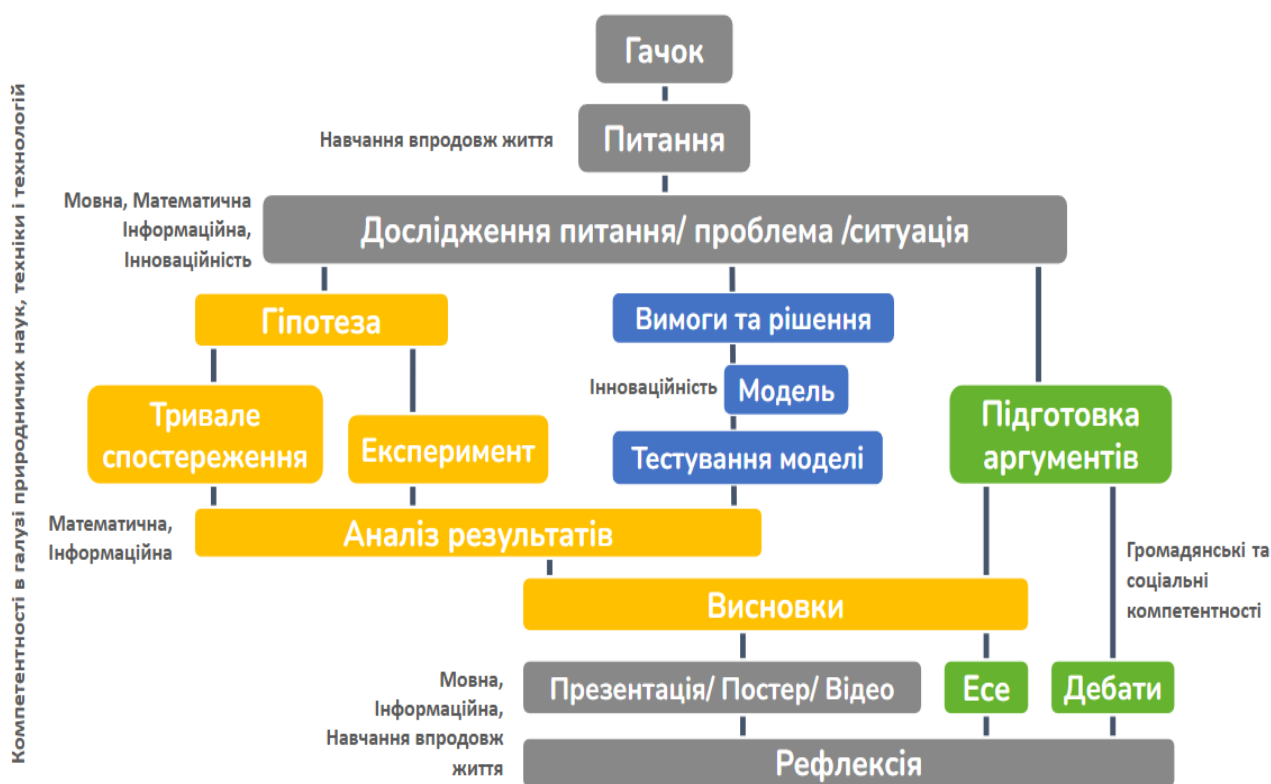 Компетентності в галузі природничих наук, техніки і технологій
Гачок
Навчання впродовж життя
Питання
Мовна, Математична
Інформаційна,
Інноваційність
Дослідження питання/ проблема /ситуація
Гіпотеза
Вимоги та рішення
Тривале
спостереження
Експеримент
Інноваційність
Модель
Тестування моделі
Підготовка
аргументів
Математична,
Інформаційна
Аналіз результатів
Громадянські та
соціальні
компетентності
Висновки
Мовна,
Інформаційна,
Навчання впродовж
життя
Презентація/ Постер/ Відео
Есе
Дебати
Рефлексія